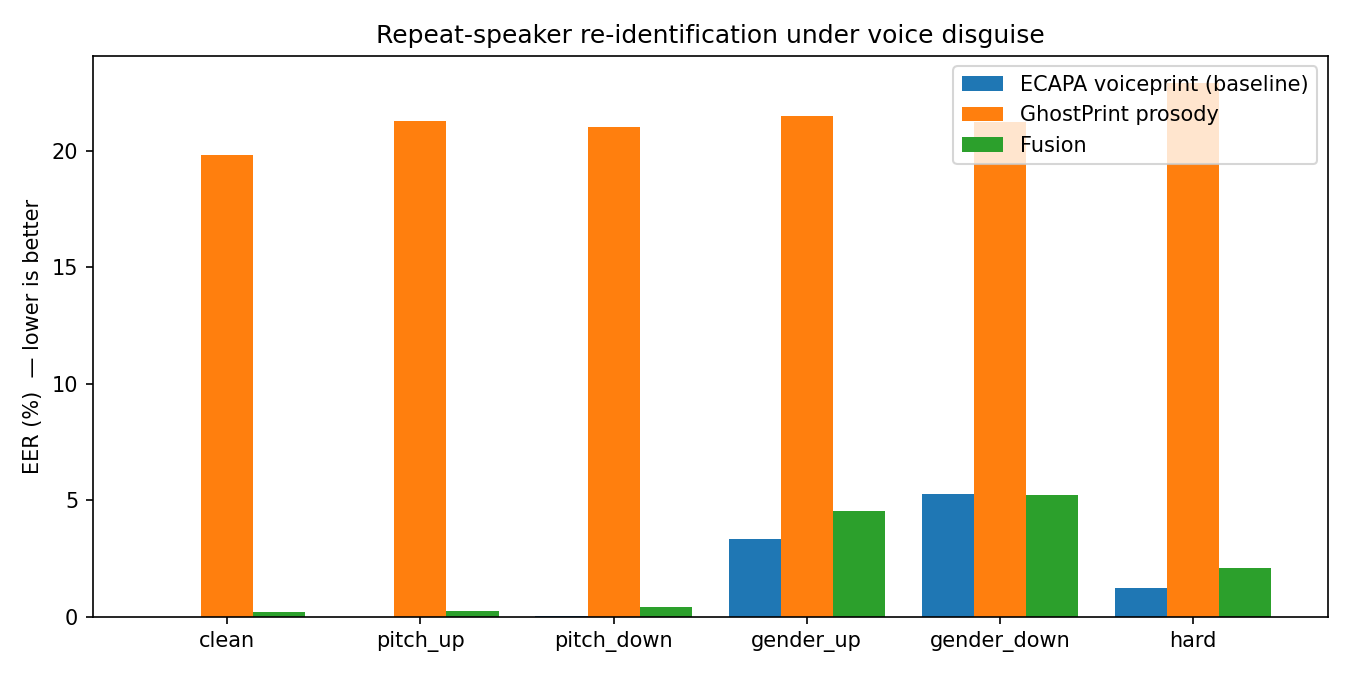 Repeat-speaker re-identification under voice disguise
ECAPA voiceprint (baseline)
GhostPrint prosody
Fusion
EER (%)  — lower is better
20
15
10
5
0
clean
pitch_up
pitch_down
gender_up
gender_down
hard